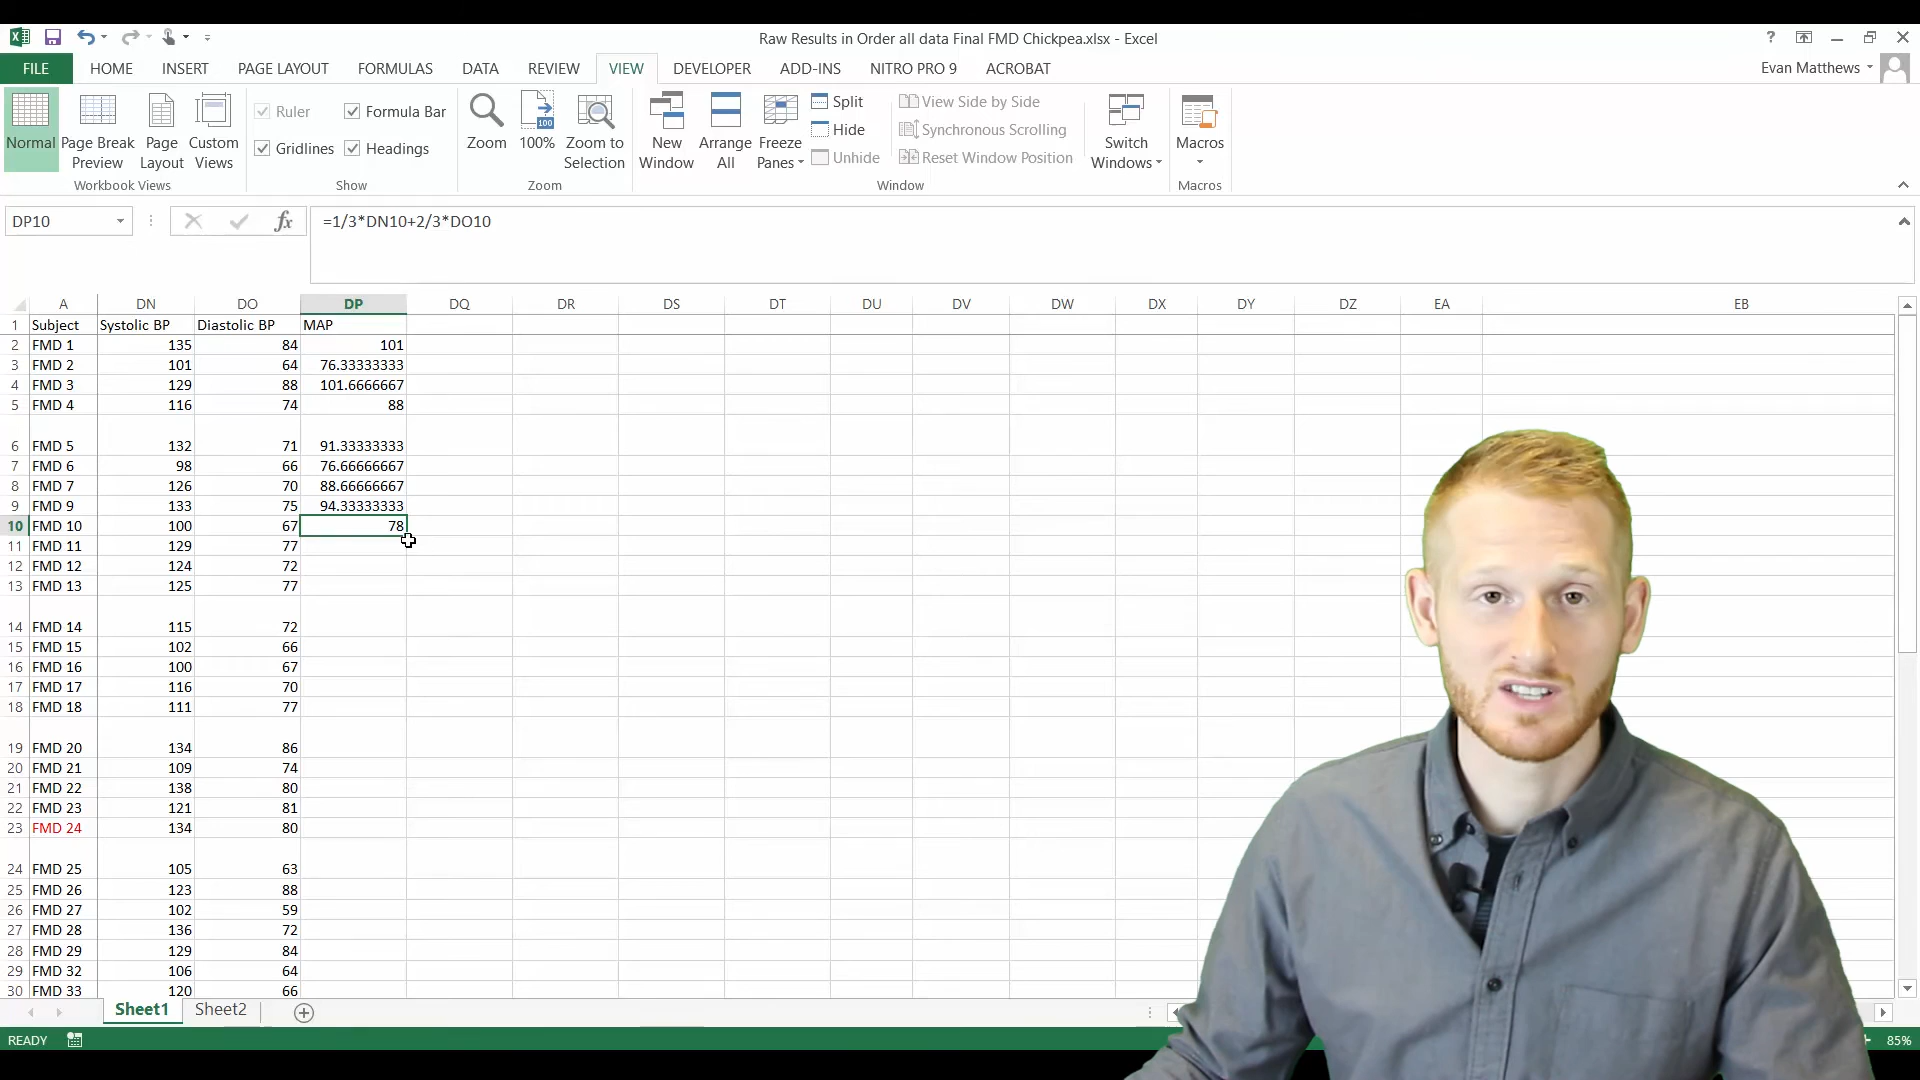 Raw Results in Order all data Final FMD Chickpea.xlsx - Excel
FILE HOME INSERT PAGE LAYOUT FORMULAS DATA REVIEW VIEW DEVELOPER ADD-INS NITRO PRO 9 ACROBAT Evan Matthews
Normal Page Break Preview Page Layout Custom Views
Workbook Views
Ruler Formula Bar
Gridlines Headings
Show
Zoom 100% Zoom to Selection
Zoom
New Window Arrange All Freeze Panes
Split
Hide
Unhide
View Side by Side
Synchronous Scrolling
Reset Window Position
Switch Windows
Window
Macros
Macros
DP10 fx =1/3*DN10+2/3*DO10
A DN DO DP DQ DR DS DT DU DV DW DX DY DZ EA EB
1 Subject Systolic BP Diastolic BP MAP
2 FMD 1 135 84 101
3 FMD 2 101 64 76.33333333
4 FMD 3 129 88 101.6666667
5 FMD 4 116 74 88
6 FMD 5 132 71 91.33333333
7 FMD 6 98 66 76.66666667
8 FMD 7 126 70 88.66666667
9 FMD 9 133 75 94.33333333
10 FMD 10 100 67 78
11 FMD 11 129 77
12 FMD 12 124 72
13 FMD 13 125 77
14 FMD 14 115 72
15 FMD 15 102 66
16 FMD 16 100 67
17 FMD 17 116 70
18 FMD 18 111 77
19 FMD 20 134 86
20 FMD 21 109 74
21 FMD 22 138 80
22 FMD 23 121 81
23 FMD 24 134 80
24 FMD 25 105 63
25 FMD 26 123 88
26 FMD 27 102 59
27 FMD 28 136 72
28 FMD 29 129 84
29 FMD 32 106 64
30 FMD 33 120 66
Sheet1 Sheet2
READY 85%